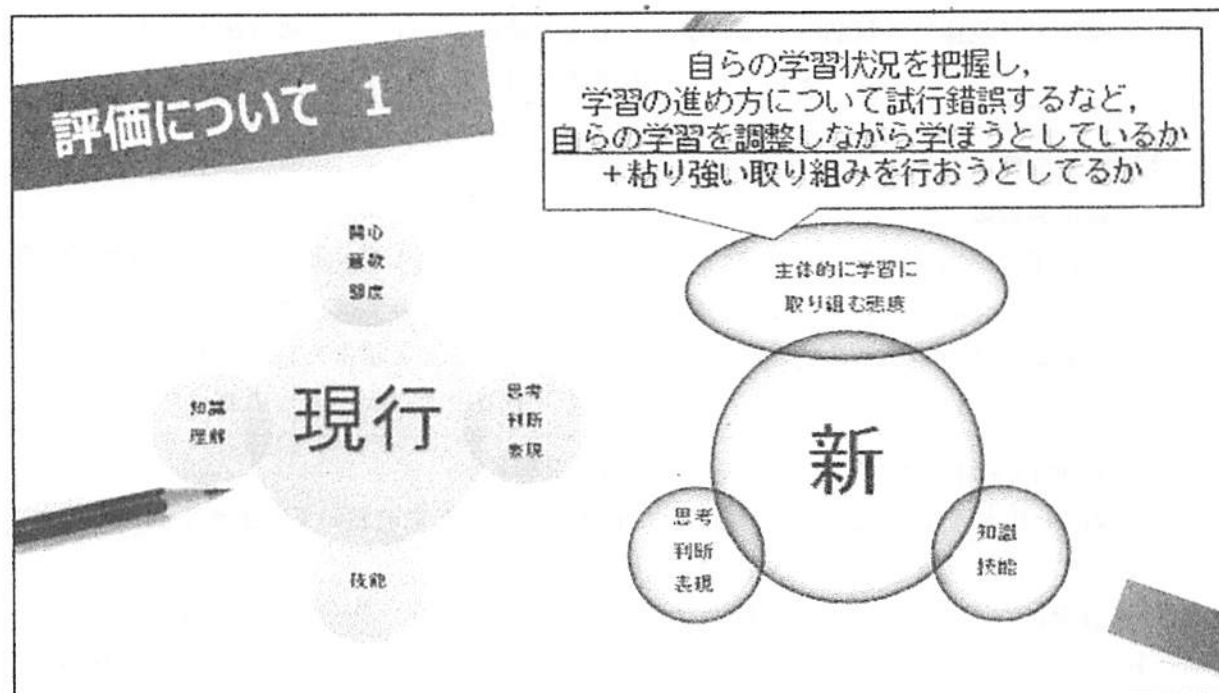 評価について 1
自らの学習状況を把握し,
学習の進め方について試行錯誤するなど,
自らの学習を調整しながら学ぼうとしているか
+粘り強い取り組みを行おうとしてるか
関心
意欲
態度
知識
理解
現行
思考
判断
表現
技能
主体的に学習に
取り組む態度
新
思考
判断
表現
知識
技能